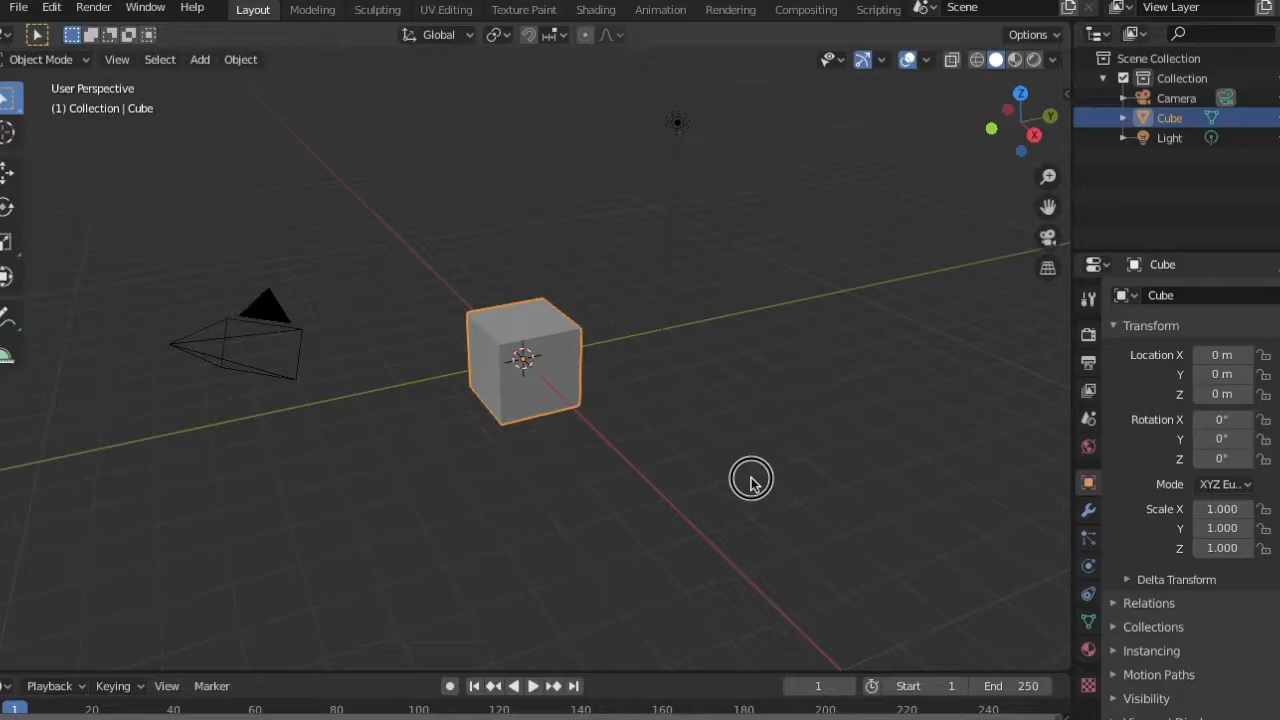 File Edit Render Window Help Layout Modeling Sculpting UV Editing Texture Paint Shading Animation Rendering Compositing Scripting Scene View Layer
Global Options
Object Mode View Select Add Object
User Perspective
(1) Collection | Cube
Z
Y
X
Scene Collection
Collection
Camera
Cube
Light
Cube
Cube
Transform
Location X 0 m
Y 0 m
Z 0 m
Rotation X 0°
Y 0°
Z 0°
Mode XYZ Eu..
Scale X 1.000
Y 1.000
Z 1.000
Delta Transform
Relations
Collections
Instancing
Motion Paths
Visibility
Playback Keying View Marker 1 Start 1 End 250
1 20 40 60 80 100 120 140 160 180 200 220 240